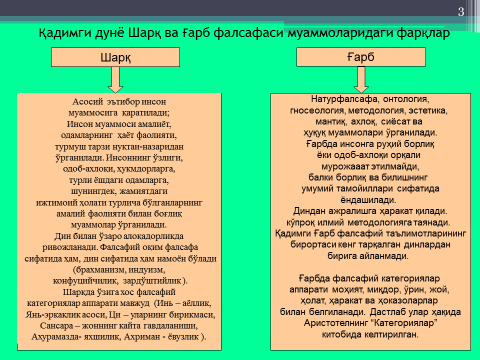 3
Қадимги дунё Шарқ ва Ғарб фалсафаси муаммоларидаги фарқлар
Шарқ
Асосий эътибор инсон
муаммосига қаратилади;
Инсон муаммоси амалиёт,
одамларнинг ҳаёт фаолияти,
турмуш тарзи нуктаи-назаридан
ўрганилади. Инсоннинг ўзлиги,
одоб-ахлоқи, ҳукмдорларга,
турли ёшдаги одамларга,
шунингдек, жамиятдаги
ижтимоий ҳолати турлича бўлганларнинг
амалий фаолияти билан боғлиқ
муаммолар ўрганилади.
Дин билан ўзаро алоқадорликда
ривожланади. Фалсафий оқим фалсафа
сифатида ҳам, дин сифатида ҳам намоён бўлади
(брахманизм, индуизм,
конфуцийчилик, зардўштийлик ).
Шарқда ўзига хос фалсафий
категориялар аппарати мавжуд (Инь – аёллик,
Янь-эркаклик асоси, Ци – уларнинг бирикмаси,
Сансара – жоннинг кайта гавдаланиши,
Ахурамазда- яхшилик, Ахриман - ёвузлик ).
Ғарб
Натурфалсафа, онтология,
гносеология, методология, эстетика,
мантиқ, ахлоқ, сиёсат ва
ҳуқуқ муаммолари ўрганилади.
Ғарбда инсонга руҳий борлиқ
ёки одоб-ахлоқи орқали
мурожааат этилмайди,
балки борлиқ ва билишнинг
умумий тамойиллари сифатида
ёндашилади.
Диндан ажралишга ҳаракат қилади.
кўпроқ илмий методологияга таянади.
Қадимги Ғарб фалсафий таълимотларининг
бирортаси кенг тарқалган динлардан
бирига айланмади.
Ғарбда фалсафий категориялар
аппарати моҳият, миқдор, ўрин, жой,
ҳолат, ҳаракат ва ҳоказоларлар
билан белгиланади. Дастлаб улар ҳақида
Аристотелнинг "Категориялар"
китобида келтирилган.